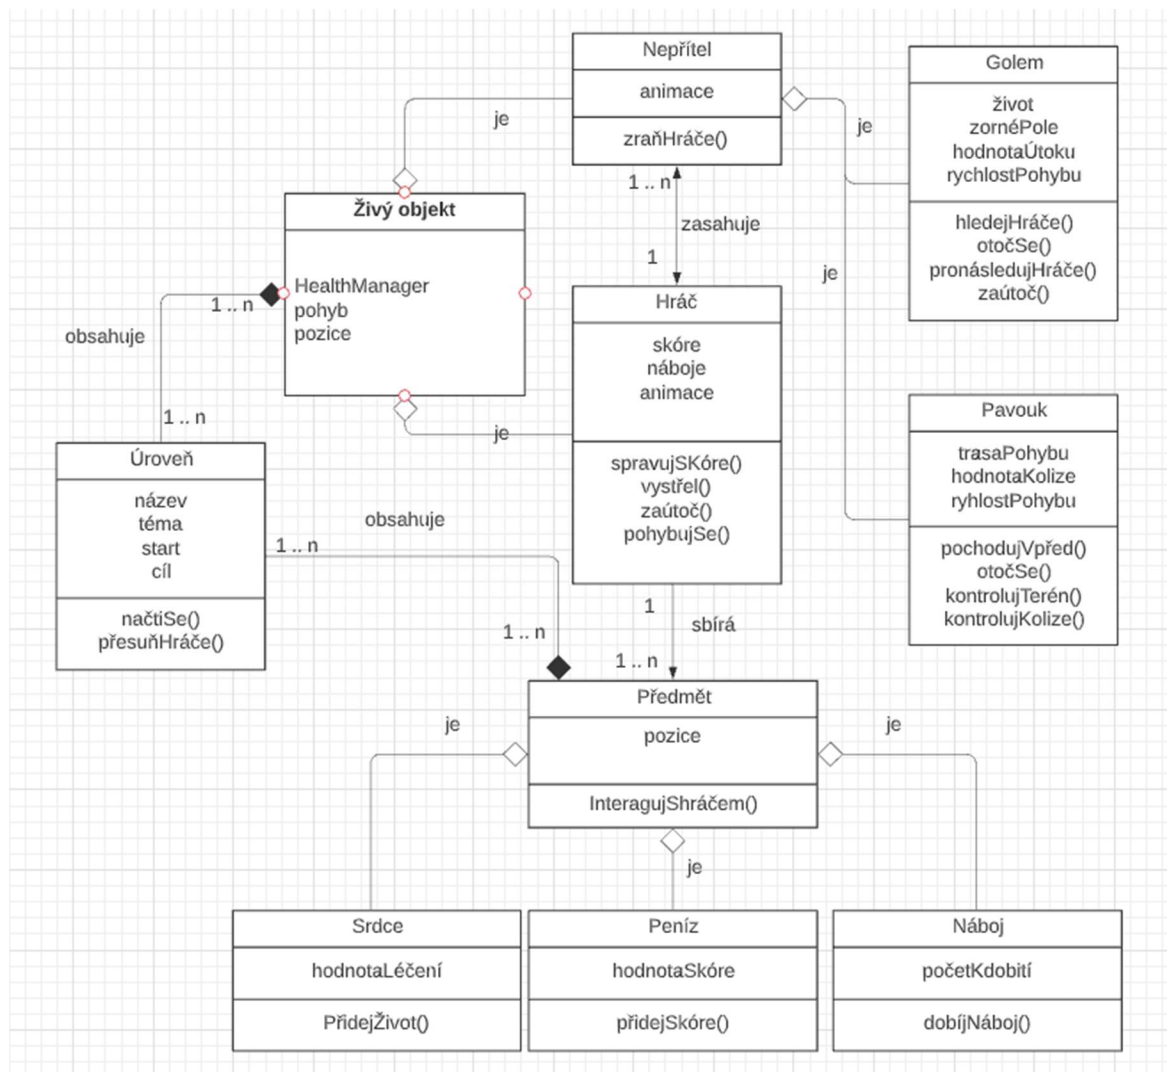 Nepřítel
animace
zraňHráče()
Golem
život
zornéPole
hodnotaÚtoku
rychlostPohybu
hledejHráče()
otočSe()
pronásledujHráče()
zaútoč()
je
je
1 .. n
zasahuje
1
Živý objekt
HealthManager
pohyb
pozice
1 .. n
obsahuje
1 .. n
je
Hráč
skóre
náboje
animace
spravujSKóre()
vystřel()
zaútoč()
pohybujSe()
je
Pavouk
trasaPohybu
hodnotaKolize
ryhlostPohybu
pochodujVpřed()
otočSe()
kontrolujTerén()
kontrolujKolize()
Úroveň
název
téma
start
cíl
načtiSe()
přesuňHráče()
obsahuje
1 .. n
1 .. n
1
sbírá
1 .. n
Předmět
pozice
InteragujShráčem()
je
je
je
Srdce
hodnotaLéčení
PřidejŽivot()
Peníz
hodnotaSkóre
přidejSkóre()
Náboj
početKdobití
dobíjNáboj()